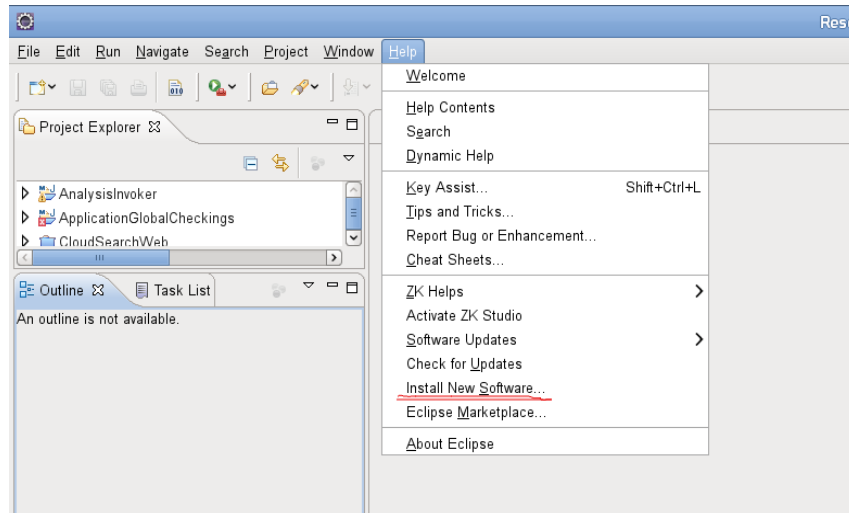 Res
File Edit Run Navigate Search Project Window Help
Project Explorer
AnalysisInvoker
ApplicationGlobalCheckings
CloudSearchWeb
Outline Task List
An outline is not available.
Welcome
Help Contents
Search
Dynamic Help
Key Assist... Shift+Ctrl+L
Tips and Tricks...
Report Bug or Enhancement...
Cheat Sheets...
ZK Helps
Activate ZK Studio
Software Updates
Check for Updates
Install New Software...
Eclipse Marketplace...
About Eclipse